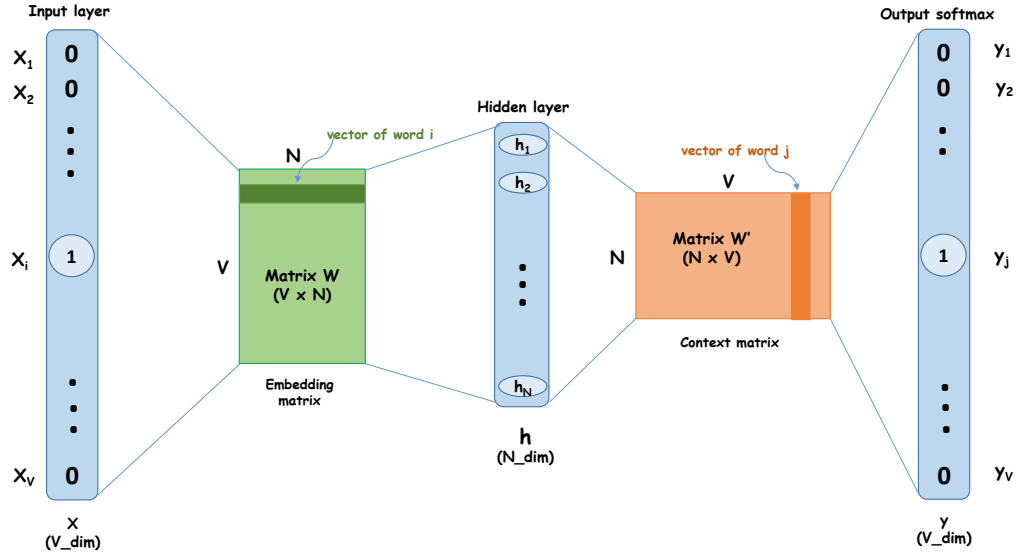 Input layer
Output softmax
X1
0
0
y1
X2
0
0
y2
Hidden layer
vector of word i
h1
vector of word j
N
h2
V
Xi
1
V
Matrix W
(V x N)
N
Matrix W'
(N x V)
1
yj
Context matrix
Embedding
matrix
hN
h
(N_dim)
XV
0
0
yV
X
(V_dim)
y
(V_dim)